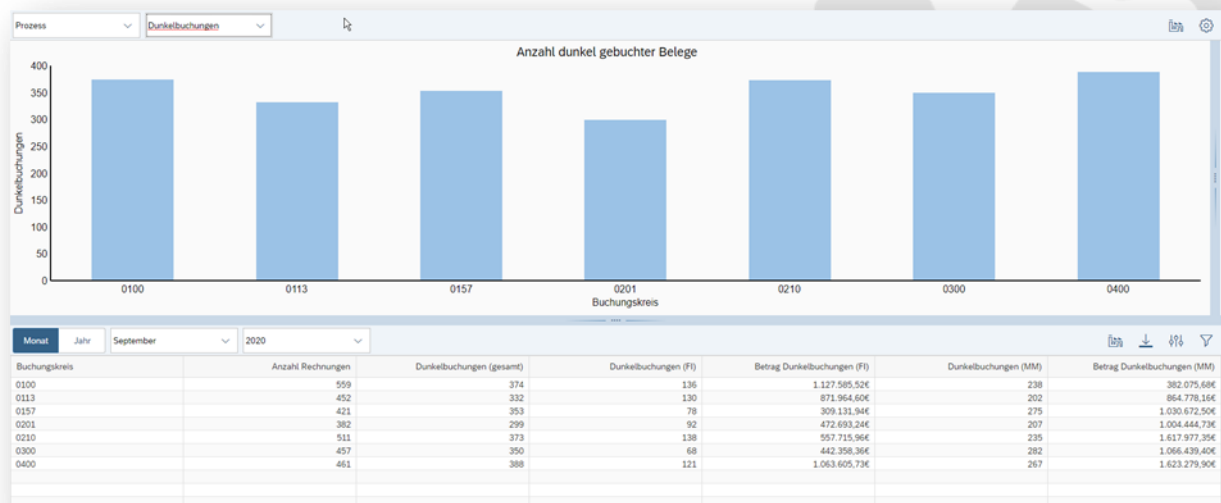 Prozess Dunkelbuchungen
Anzahl dunkel gebuchter Belege
Dunkelbuchungen
400
350
300
250
200
150
100
50
0
0100 0113 0157 0201 0210 0300 0400
Buchungskreis
Monat Jahr September 2020
Buchungskreis Anzahl Rechnungen Dunkelbuchungen (gesamt) Dunkelbuchungen (FI) Betrag Dunkelbuchungen (FI) Dunkelbuchungen (MM) Betrag Dunkelbuchungen (MM)
0100 559 374 136 1.127.585,52€ 238 382.075,68€
0113 452 332 130 871.964,60€ 202 864.778,16€
0157 421 353 78 309.131,94€ 275 1.030.672,50€
0201 382 299 92 472.693,24€ 207 1.004.444,73€
0210 511 373 138 557.715,96€ 235 1.617.977,35€
0300 457 350 68 442.358,36€ 282 1.066.439,40€
0400 461 388 121 1.063.605,73€ 267 1.623.279,90€